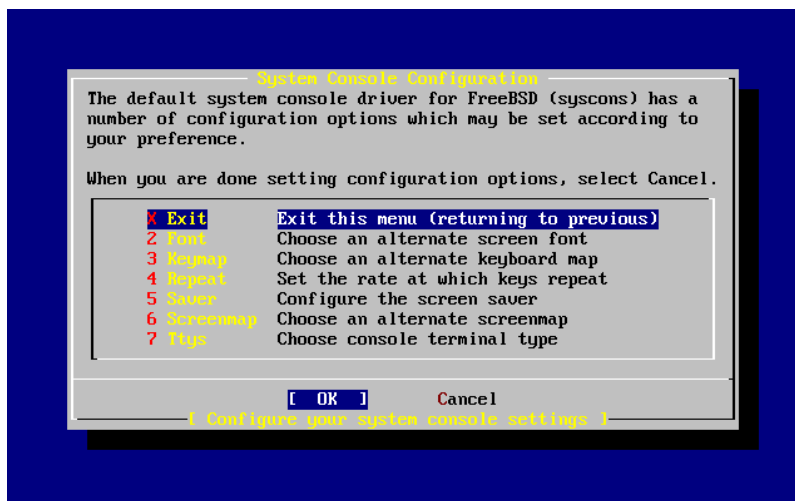 System Console Configuration
The default system console driver for FreeBSD (syscons) has a
number of configuration options which may be set according to
your preference.
When you are done setting configuration options, select Cancel.
X Exit Exit this menu (returning to previous)
2 Font Choose an alternate screen font
3 Keymap Choose an alternate keyboard map
4 Repeat Set the rate at which keys repeat
5 Saver Configure the screen saver
6 Screenmap Choose an alternate screenmap
7 Ttys Choose console terminal type
[ OK ] Cancel
[ Configure your system console settings ]